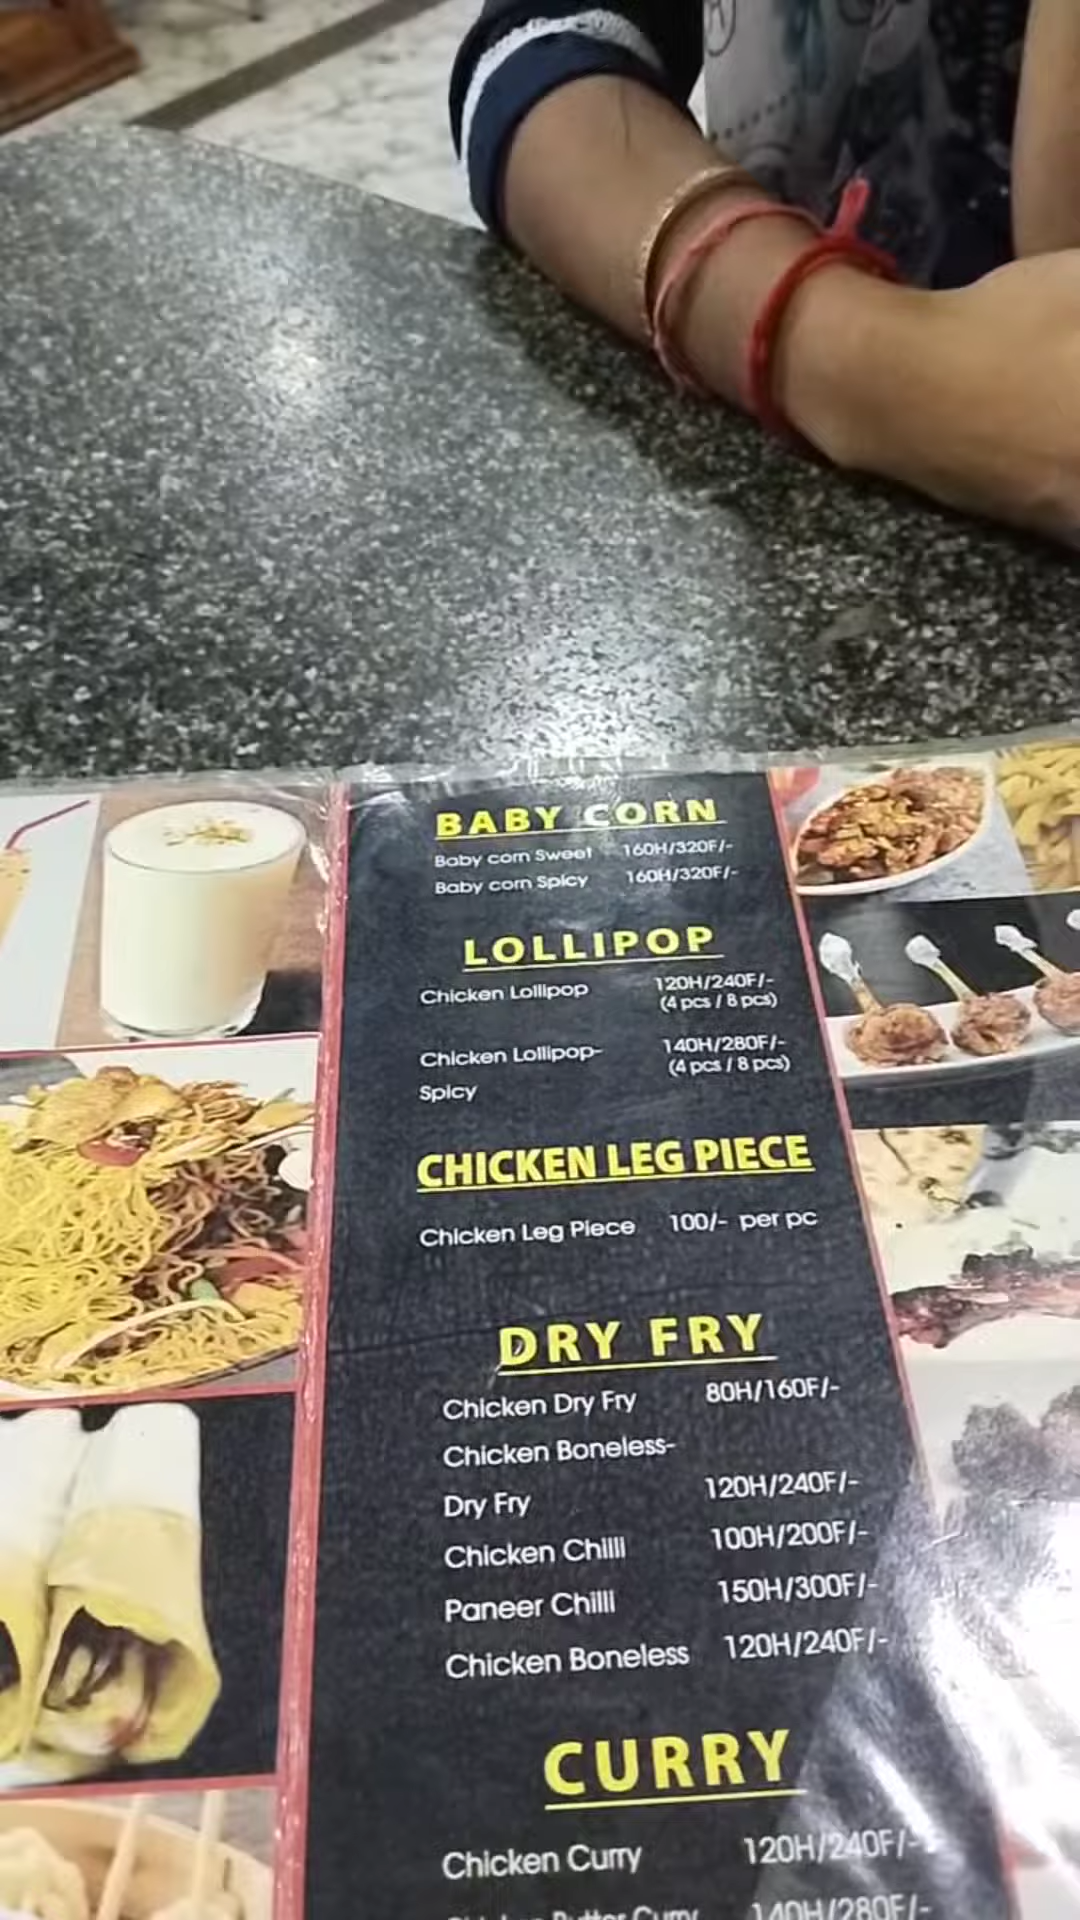 BABY CORN
Baby corn Sweet 160H/320F/-
Baby corn Spicy 160H/320F/-
LOLLIPOP
Chicken Lollipop 120H/240F/-
(4 pcs / 8 pcs)
Chicken Lollipop- 140H/280F/-
(4 pcs / 8 pcs)
Spicy
CHICKEN LEG PIECE
Chicken Leg Piece 100/- per pc
DRY FRY
Chicken Dry Fry 80H/160F/-
Chicken Boneless-
Dry Fry 120H/240F/-
Chicken Chilli 100H/200F/-
Paneer Chilli 150H/300F/-
Chicken Boneless 120H/240F/-
CURRY
Chicken Curry 120H/240F/-
Butter Curry 140H/280F/-